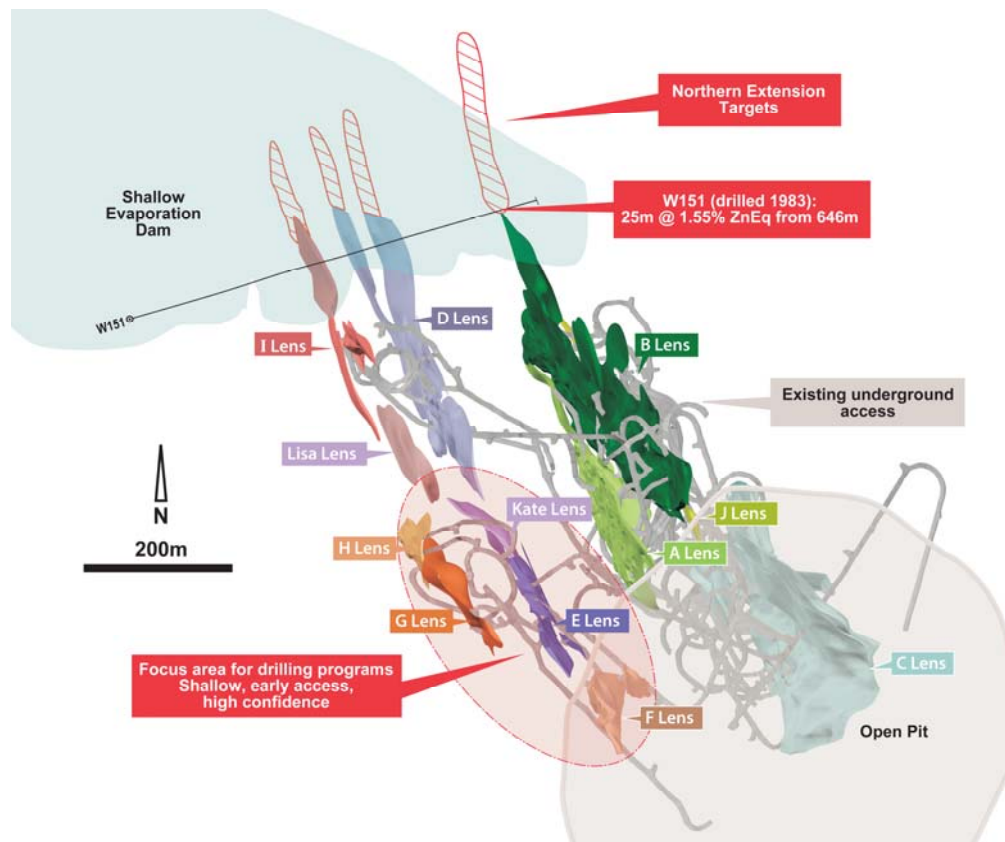 Northern Extension
Targets
Shallow
Evaporation
Dam
W151 (drilled 1983):
25m @ 1.55% ZnEq from 646m
W151
D Lens
I Lens
B Lens
Existing underground
access
Lisa Lens
N
200m
Kate Lens
J Lens
H Lens
A Lens
G Lens
E Lens
C Lens
Focus area for drilling programs
Shallow, early access,
high confidence
F Lens
Open Pit